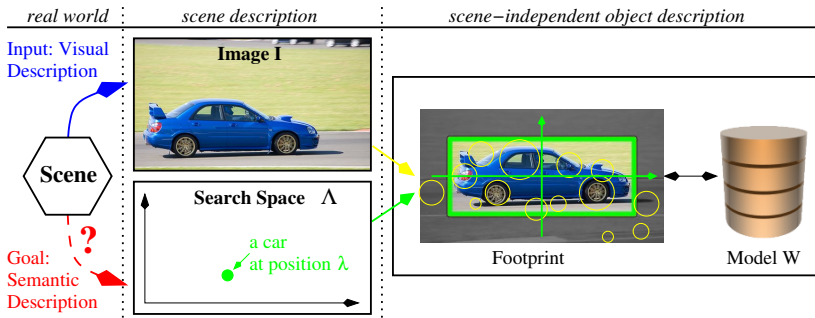 real world
scene description
scene−independent object description
Input: Visual
Description
Image I
Scene
?
Goal:
Semantic
Description
Search Space Λ
a car
at position λ
Footprint
Model W